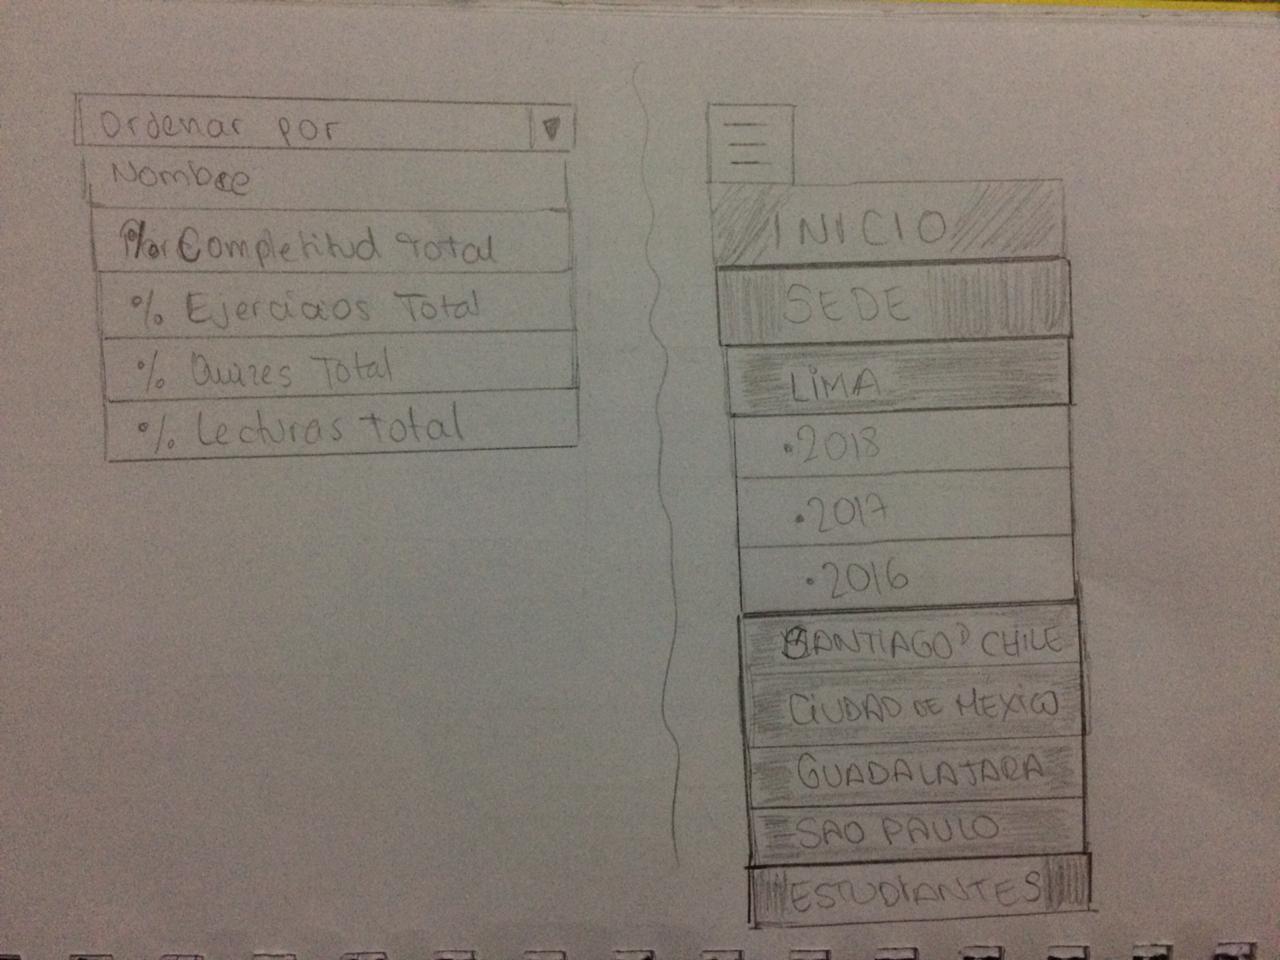 Ordenar por
Nombre
% Completitud total
% Ejercicios Total
% Quizes Total
% Lecturas total
INICIO
SEDE
LIMA
•2018
•2017
•2016
SANTIAGO D CHILE
CIUDAD DE MEXICO
GUADALAJARA
SAO PAULO
ESTUDIANTES